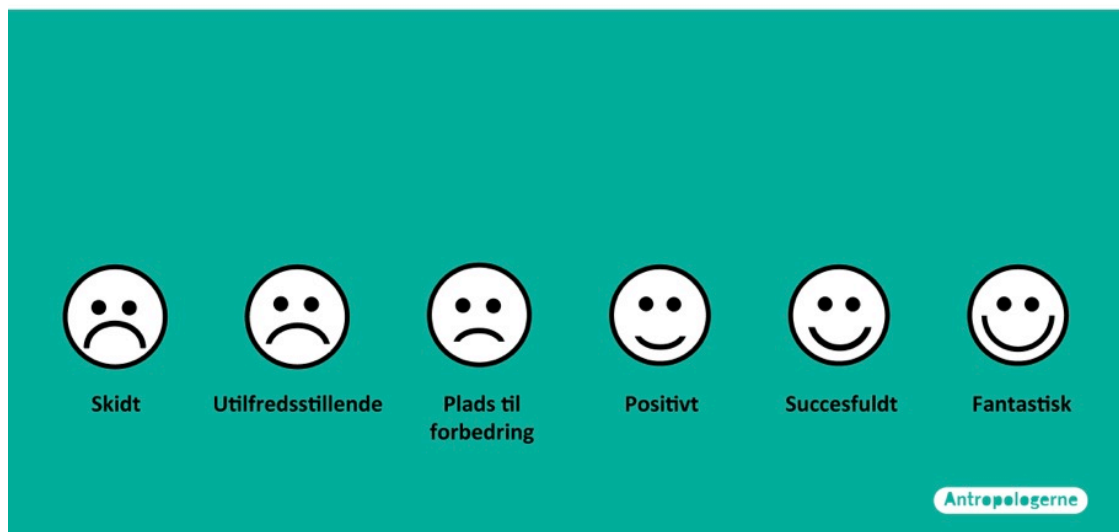 Skidt
Utilfredsstillende
Plads til
forbedring
Positivt
Succesfuldt
Fantastisk
Antropologerne